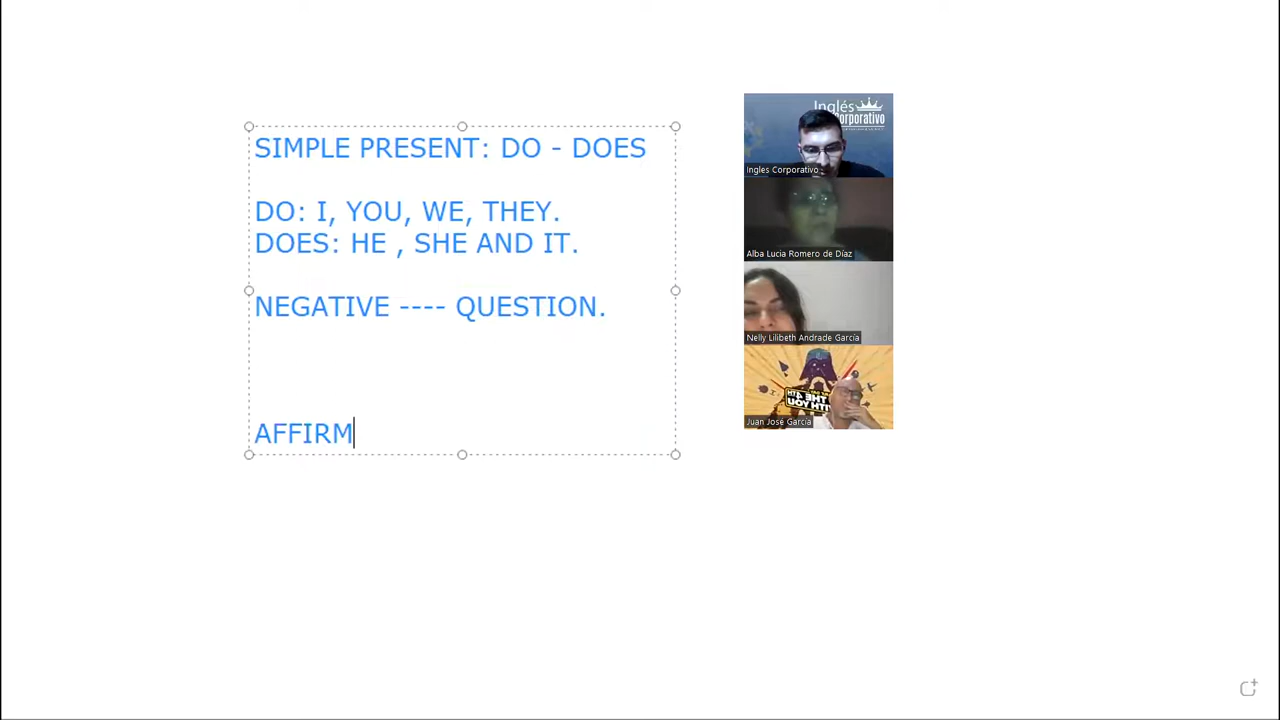 SIMPLE PRESENT: DO - DOES
DO: I, YOU, WE, THEY.
DOES: HE , SHE AND IT.
NEGATIVE ---- QUESTION.
AFFIRM
Inglés
Corporativo
Ingles Corporativo
Alba Lucia Romero de Díaz
Nelly Lilibeth Andrade García
Juan José García